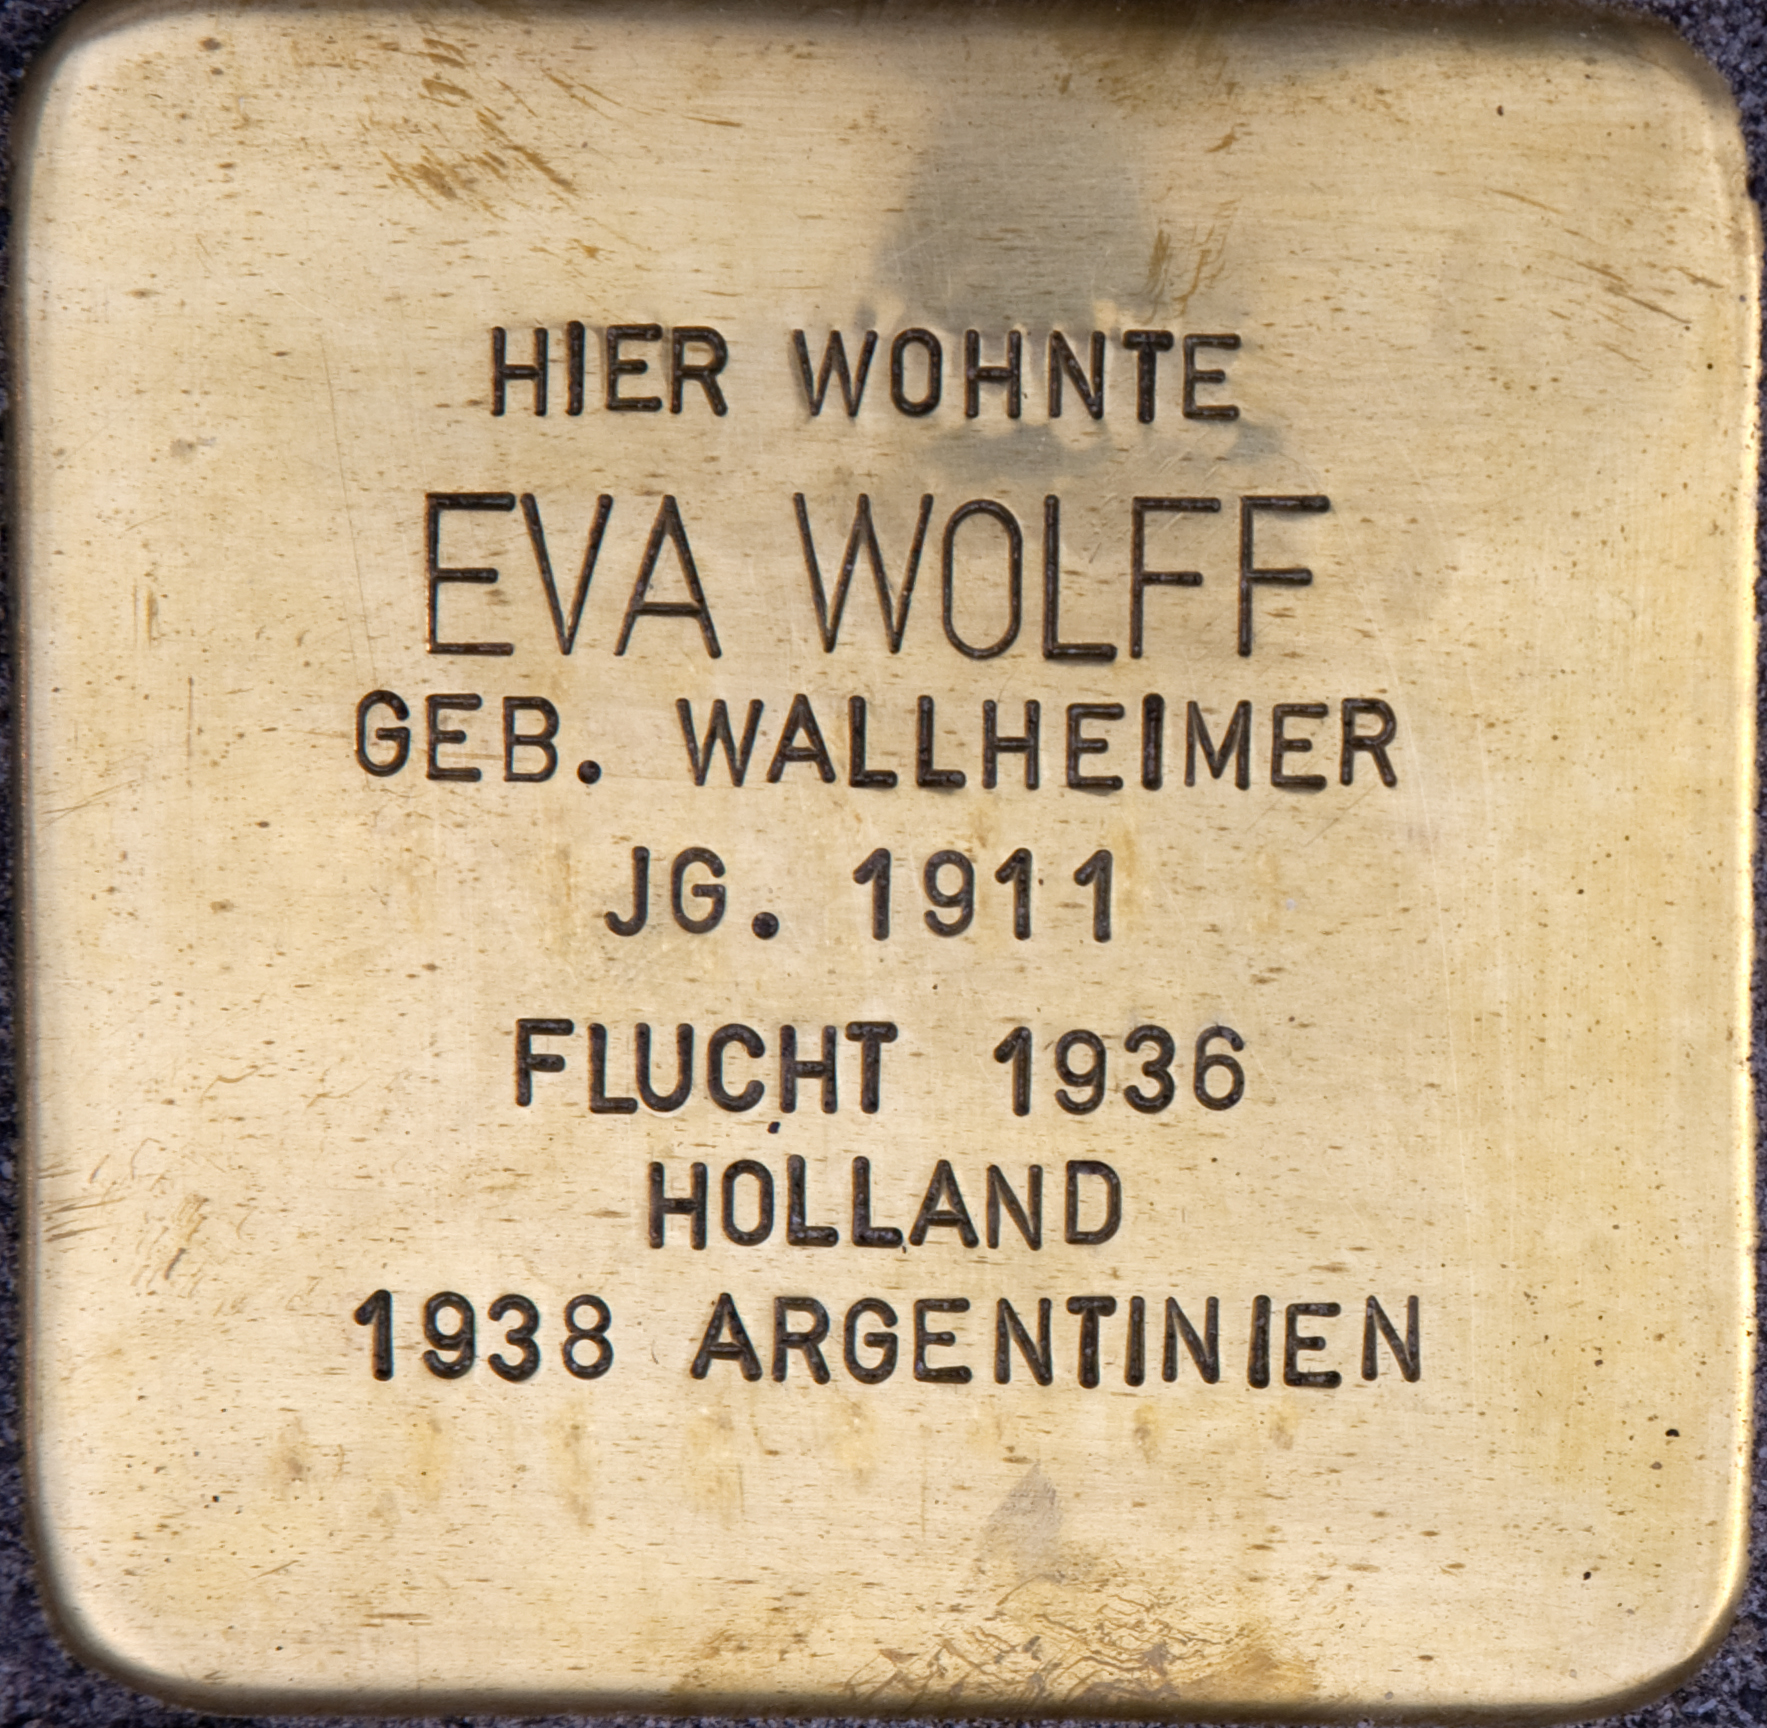 HIER WOHNTE
EVA WOLFF
GEB. WALLHEIMER
JG. 1911
FLUCHT 1936
HOLLAND
1938 ARGENTINIEN